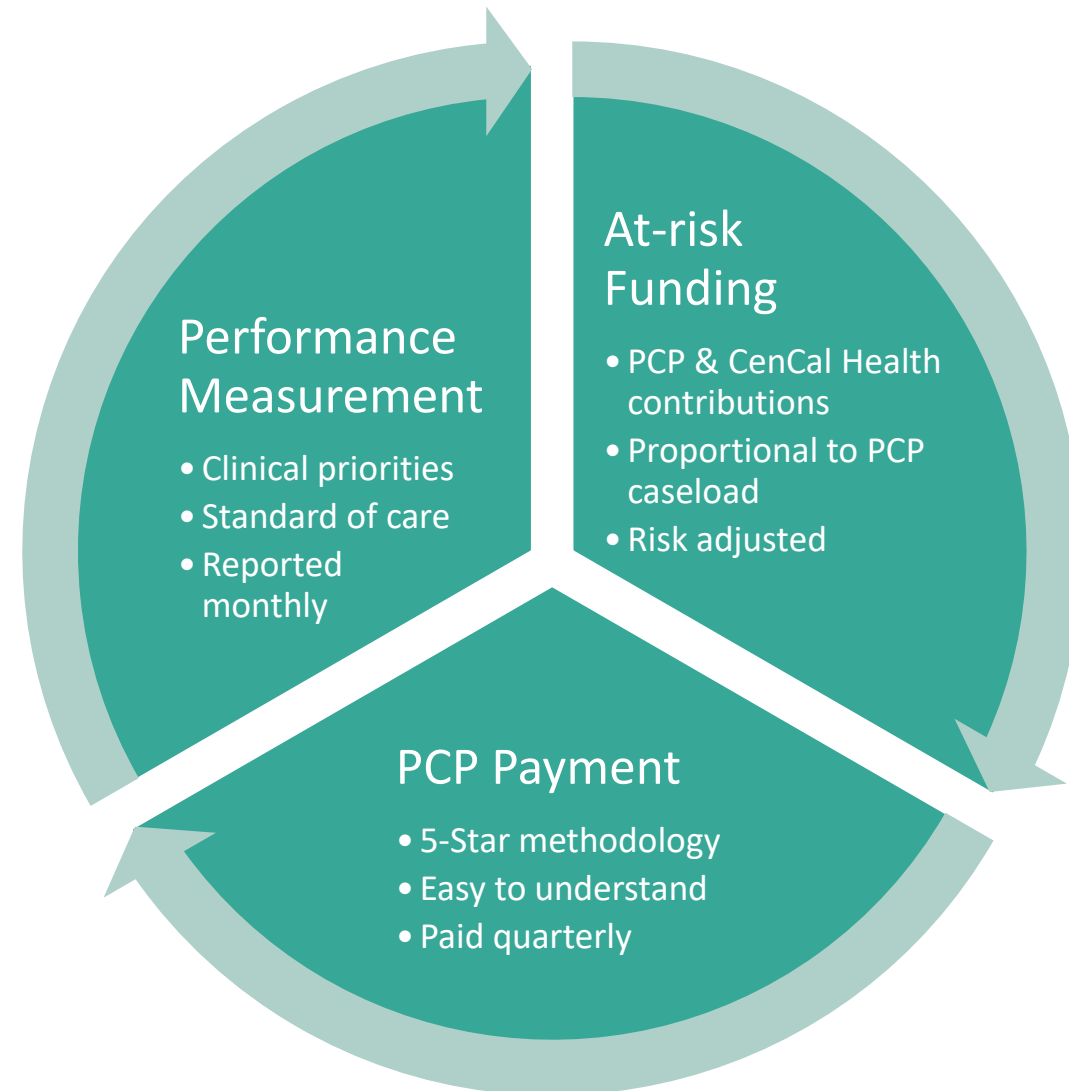 Performance
Measurement
• Clinical priorities
• Standard of care
• Reported
monthly
At-risk
Funding
• PCP & CenCal Health
contributions
• Proportional to PCP
caseload
• Risk adjusted
PCP Payment
• 5-Star methodology
• Easy to understand
• Paid quarterly